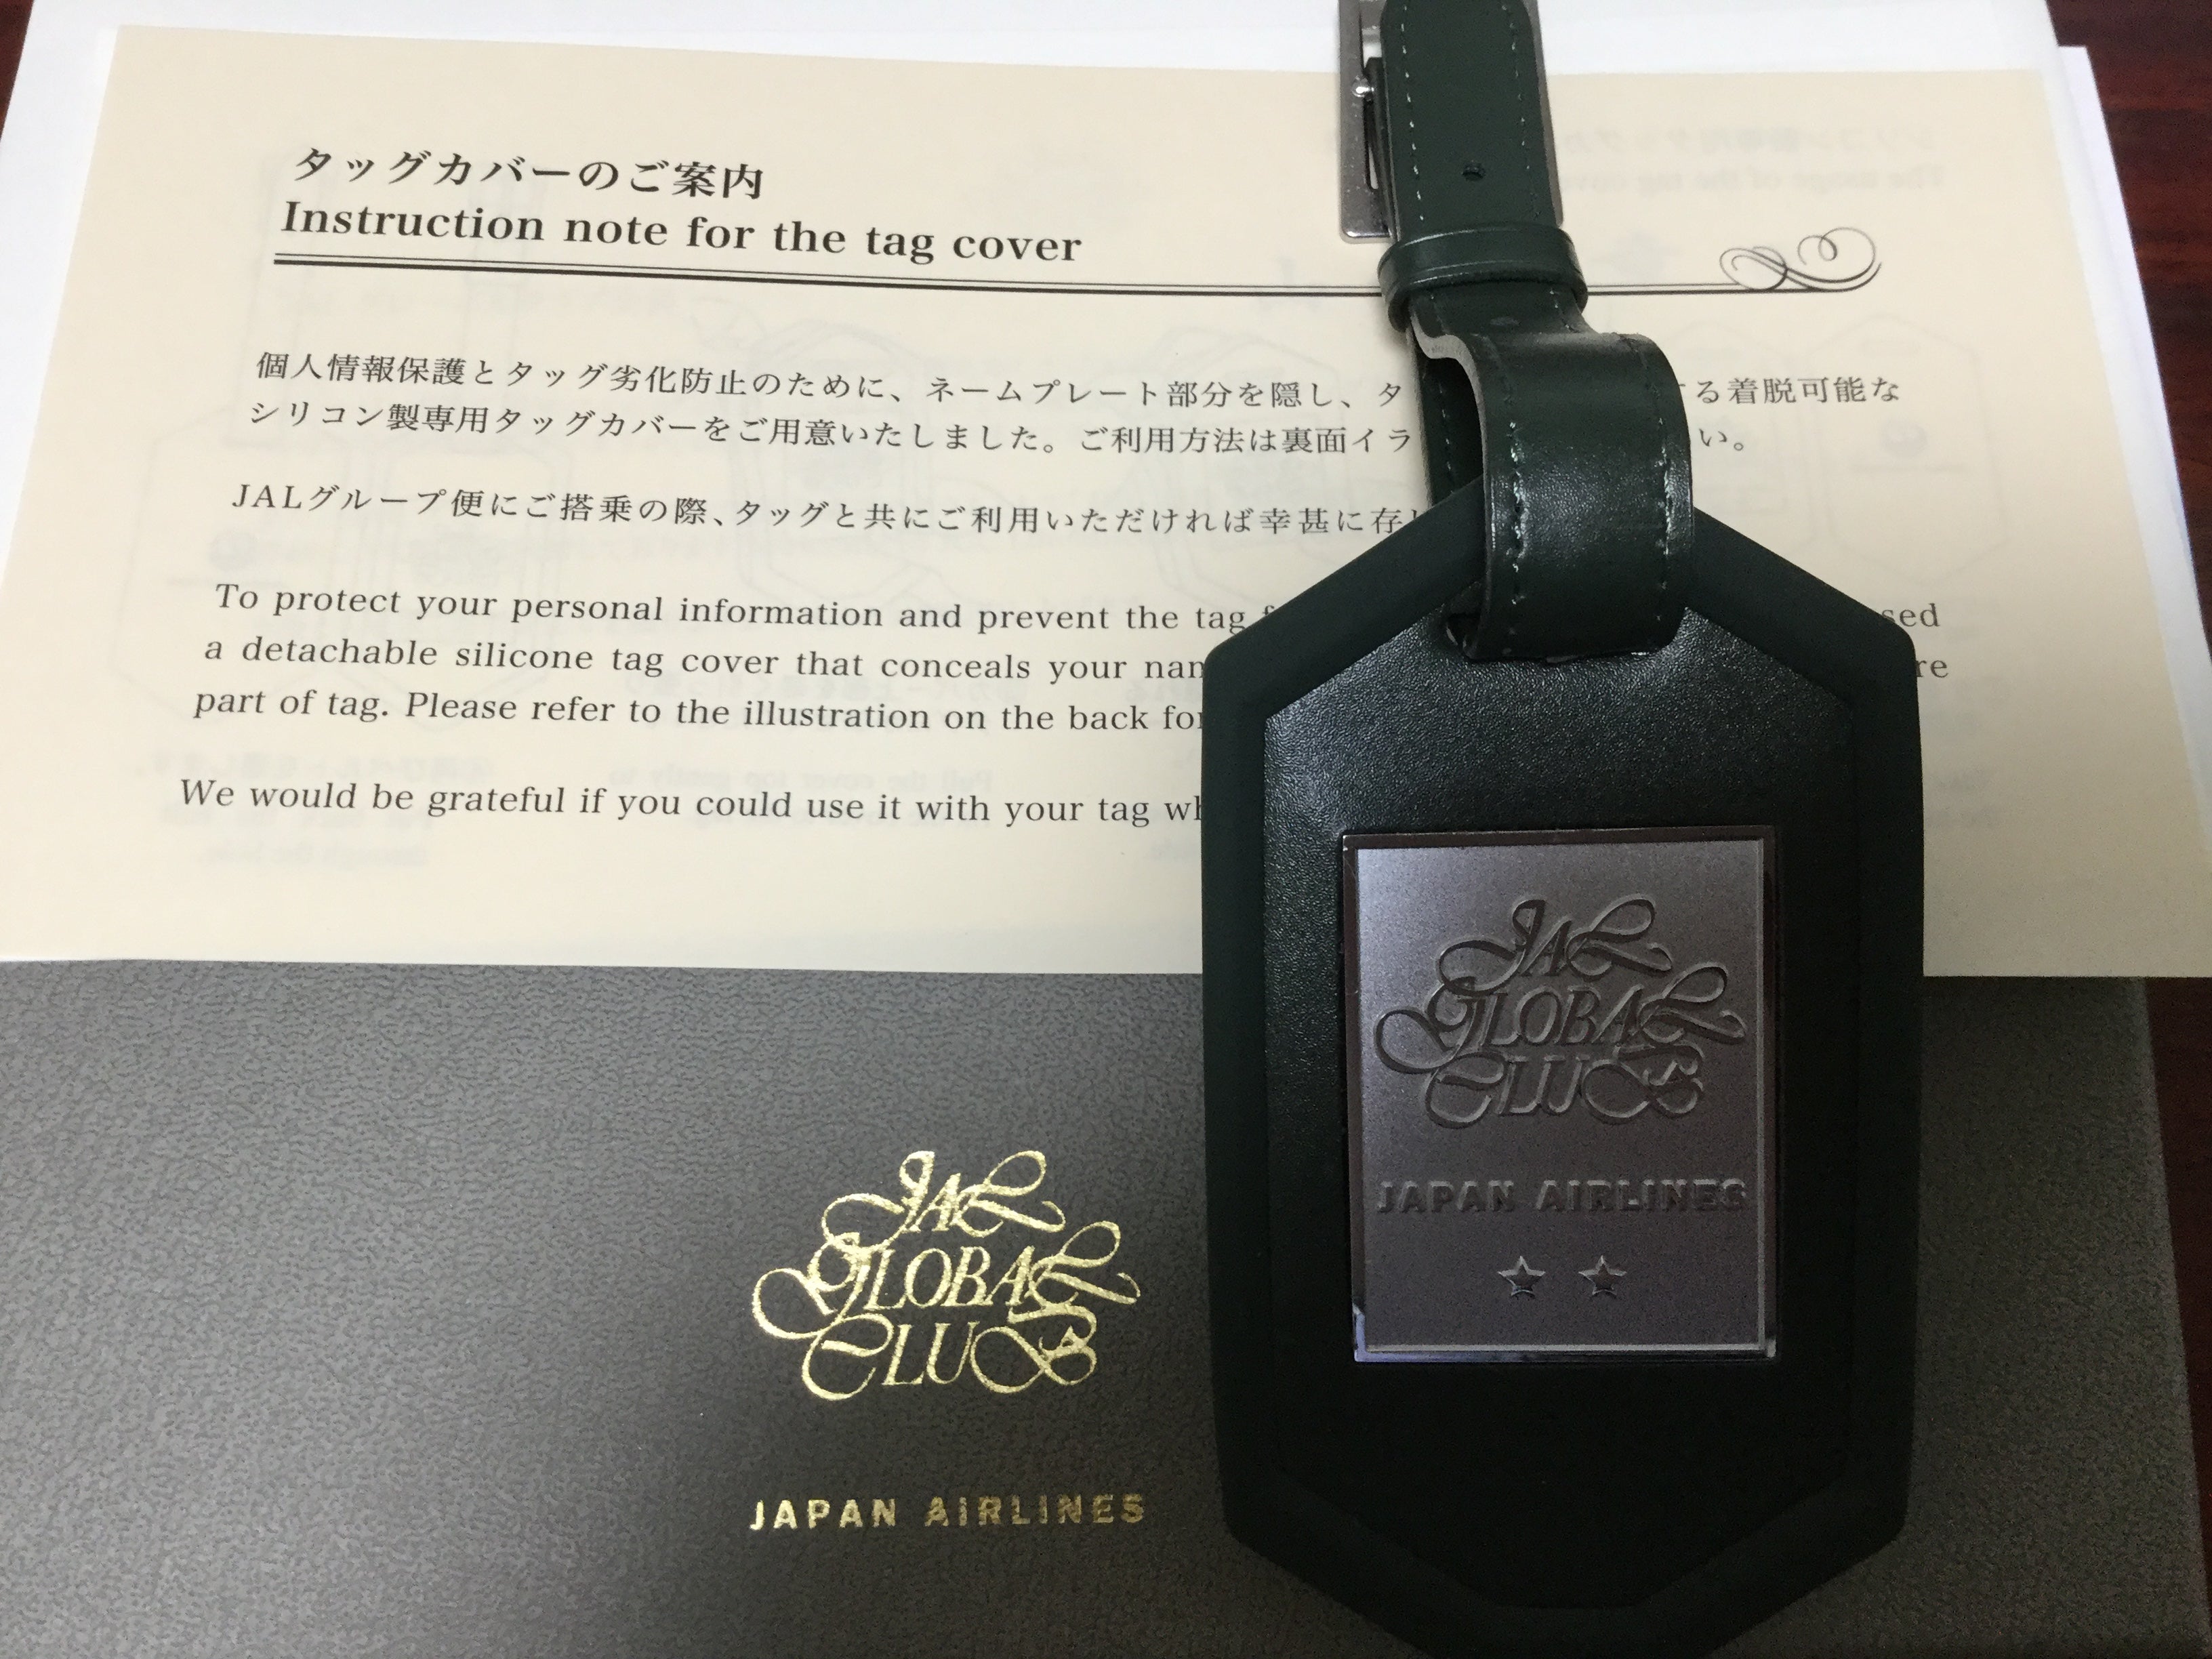 タッグカバーのご案内
Instruction note for the tag cover
個人情報保護とタッグ劣化防止のために、ネームプレート部分を隠し、タ する着脱可能な
シリコン製専用タッグカバーをご用意いたしました。ご利用方法は裏面イラ い。
JALグループ便にご搭乗の際、タッグと共にご利用いただければ幸甚に存
To protect your personal information and prevent the tag
a detachable silicone tag cover that conceals your
part of tag. Please refer to the illustration on the back for
We would be grateful if you could use it with your tag
JAL
GLOBAL
CLUB
JAPAN AIRLINES
JAL
GLOBAL
CLUB
JAPAN AIRLINES